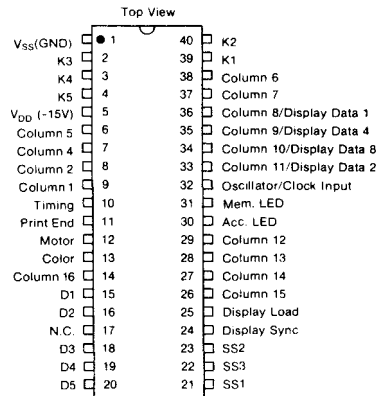 Top View
VSS(GND) 1 40 K2
K3 2 39 K1
K4 3 38 Column 6
K5 4 37 Column 7
VDD (-15V) 5 36 Column 8/Display Data 1
Column 5 6 35 Column 9/Display Data 4
Column 4 7 34 Column 10/Display Data 8
Column 2 8 33 Column 11/Display Data 2
Column 1 9 32 Oscillator/Clock Input
Timing 10 31 Mem. LED
Print End 11 30 Acc. LED
Motor 12 29 Column 12
Color 13 28 Column 13
Column 16 14 27 Column 14
D1 15 26 Column 15
D2 16 25 Display Load
N.C. 17 24 Display Sync
D3 18 23 SS2
D4 19 22 SS3
D5 20 21 SS1